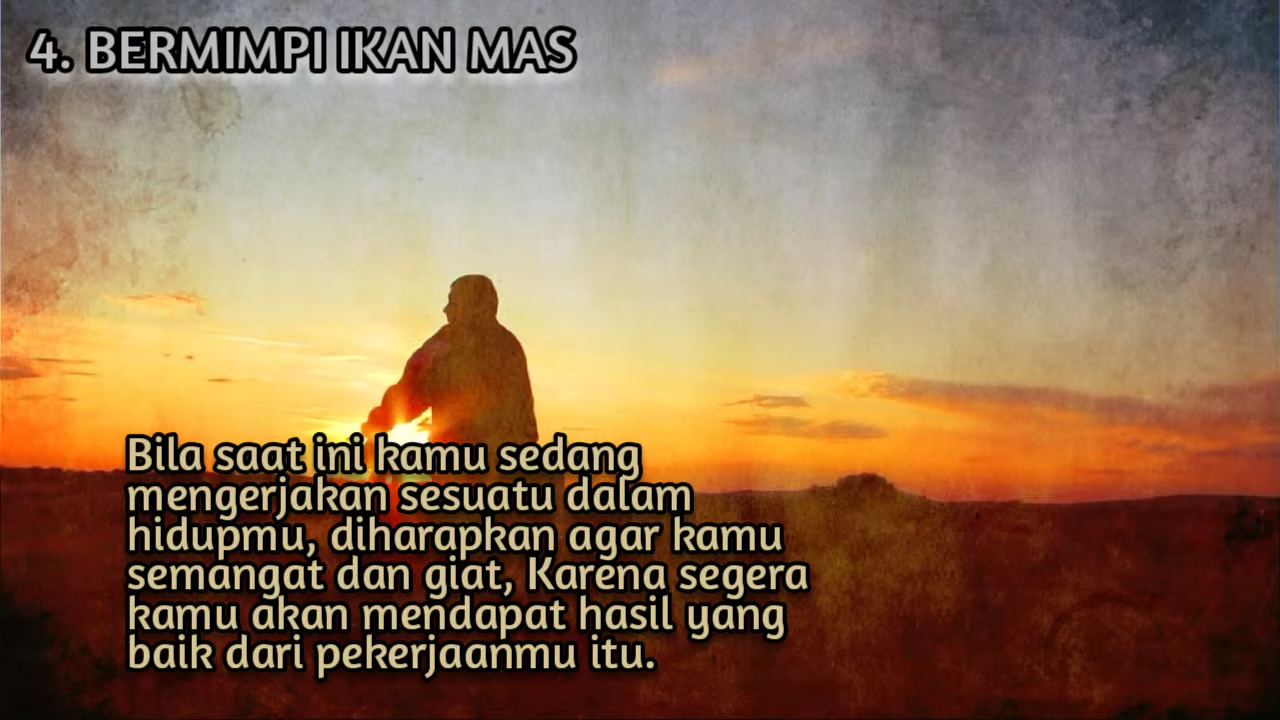 4. BERMIMPI IKAN MAS
Bila saat ini kamu sedang
mengerjakan sesuatu dalam
hidupmu, diharapkan agar kamu
semangat dan giat, Karena segera
kamu akan mendapat hasil yang
baik dari pekerjaanmu itu.